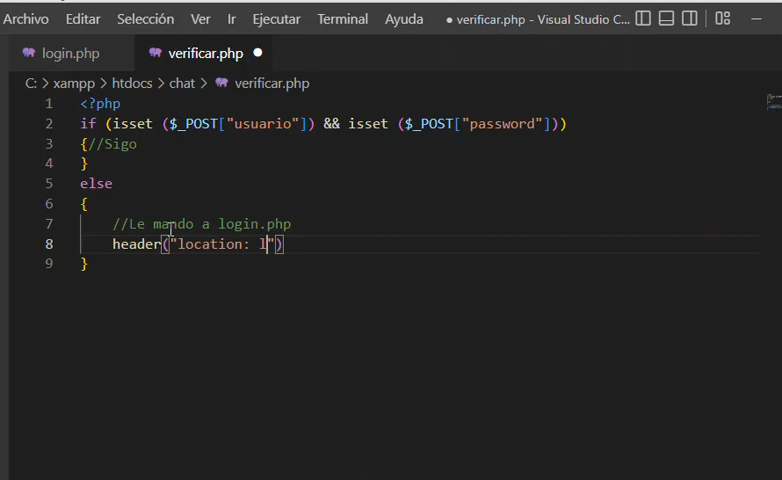 Archivo Editar Selección Ver Ir Ejecutar Terminal Ayuda ● verificar.php - Visual Studio C...
login.php verificar.php
C: > xampp > htdocs > chat > verificar.php
1 <?php
2 if (isset ($_POST["usuario"]) && isset ($_POST["password"]))
3 {//Sigo
4 }
5 else
6 {
7 //Le mando a login.php
8 header("location: l")
9 }